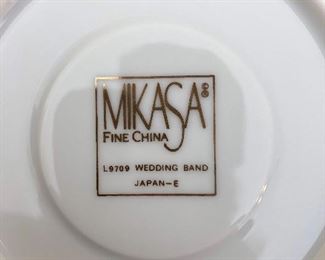 MIKASA ©®
FINE CHINA
L9709 WEDDING BAND
JAPAN-E